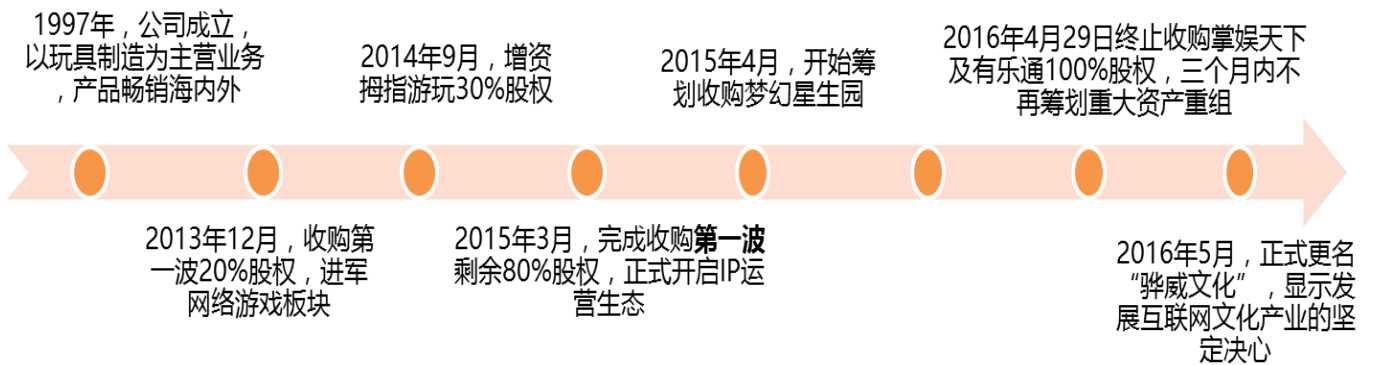 1997年，公司成立，
以玩具制造为主营业务
，产品畅销海内外
2013年12月，收购第
一波20%股权，进军
网络游戏板块
2014年9月，增资
拇指游玩30%股权
2015年3月，完成收购第一波
剩余80%股权，正式开启IP运
营生态
2015年4月，开始筹
划收购梦幻星生园
2016年4月29日终止收购掌娱天下
及有乐通100%股权，三个月内不
再筹划重大资产重组
2016年5月，正式更名
“骅威文化”，显示发
展互联网文化产业的坚
定决心